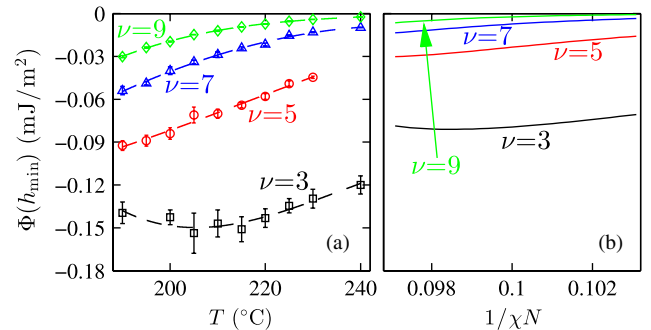 0
−0.03
−0.06
−0.09
−0.12
−0.15
−0.18
Φ(h_min) (mJ/m²)
ν=9
ν=7
ν=5
ν=3
(a)
200
220
240
T (°C)
ν=7
ν=5
ν=3
ν=9
(b)
0.098
0.1
0.102
1/χN